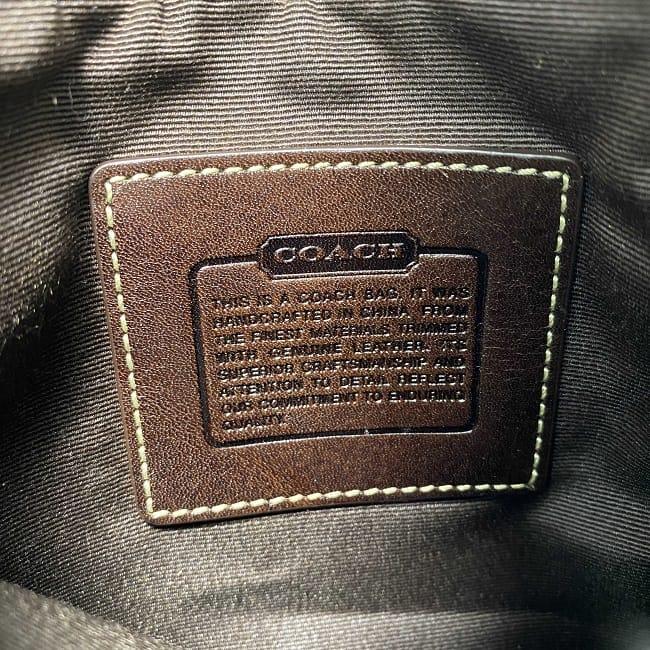 COACH
THIS IS A COACH BAG. IT WAS
HANDCRAFTED IN CHINA, FROM
THE FINEST MATERIALS TRIMMED
WITH GENUINE LEATHER. ITS
SUPERIOR CRAFTSMANSHIP AND
ATTENTION TO DETAIL REFLECT
OUR COMMITMENT TO ENDURING
QUALITY.